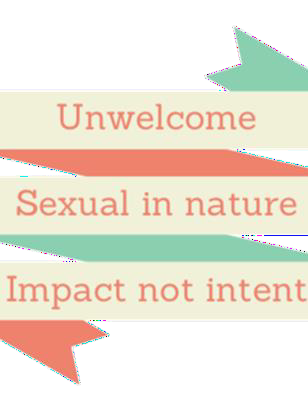 Unwelcome
Sexual in nature
Impact not intent